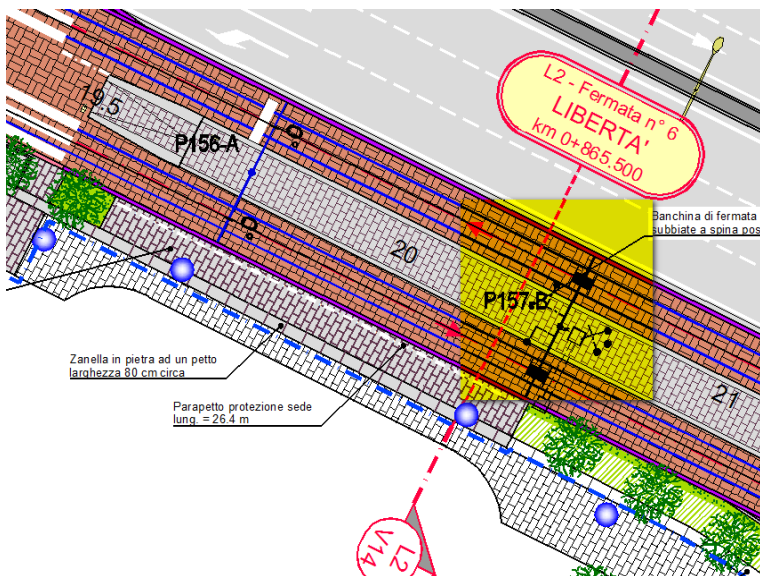 19.5
P156-A
L2 - Fermata n° 6
LIBERTA'
km 0+865.500
Banchina di fermata
subbiate a spina pos
20
P157-B
21
Zanella in pietra ad un petto
larghezza 80 cm circa
Parapetto protezione sede
lung. = 26.4 m
L2
V14